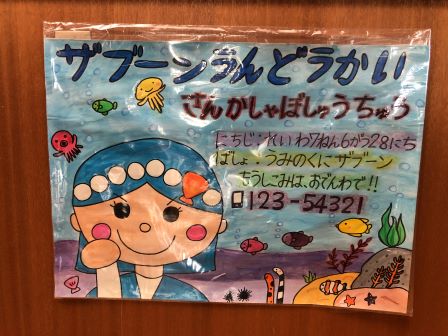 ザブーンうんどうかい
さんかしゃぼしゅうちゅう
にちじ:れいわ7ねん6がつ28にち
ばしょ:うみのくにザブーン
もうしこみは、おでんわで!!
123-54321